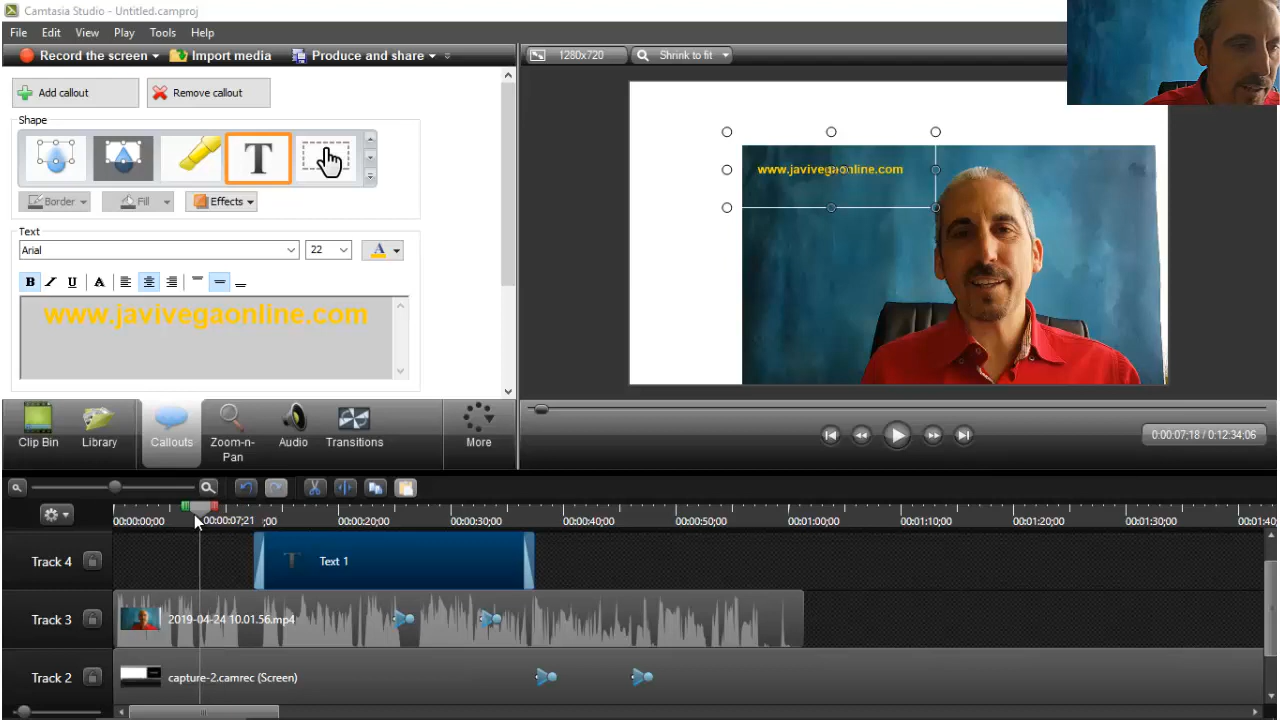 Camtasia Studio - Untitled.camproj
File Edit View Play Tools Help
Record the screen Import media Produce and share
1280x720 Shrink to fit
Add callout Remove callout
Shape
T
Border Fill Effects
Text
Arial 22 A
B I U A
www.javivegaonline.com
www.javivegaonline.com
Clip Bin Library Callouts Zoom-n-Pan Audio Transitions More
0:00:07;18 / 0:12:34;06
00:00:00;00 00:00:07;21 ;00 00:00:20;00 00:00:30;00 00:00:40;00 00:00:50;00 00:01:00;00 00:01:10;00 00:01:20;00 00:01:30;00 00:01:40;
Track 4 T Text 1
Track 3 2019-04-24 10.01.56.mp4
Track 2 capture-2.camrec (Screen)